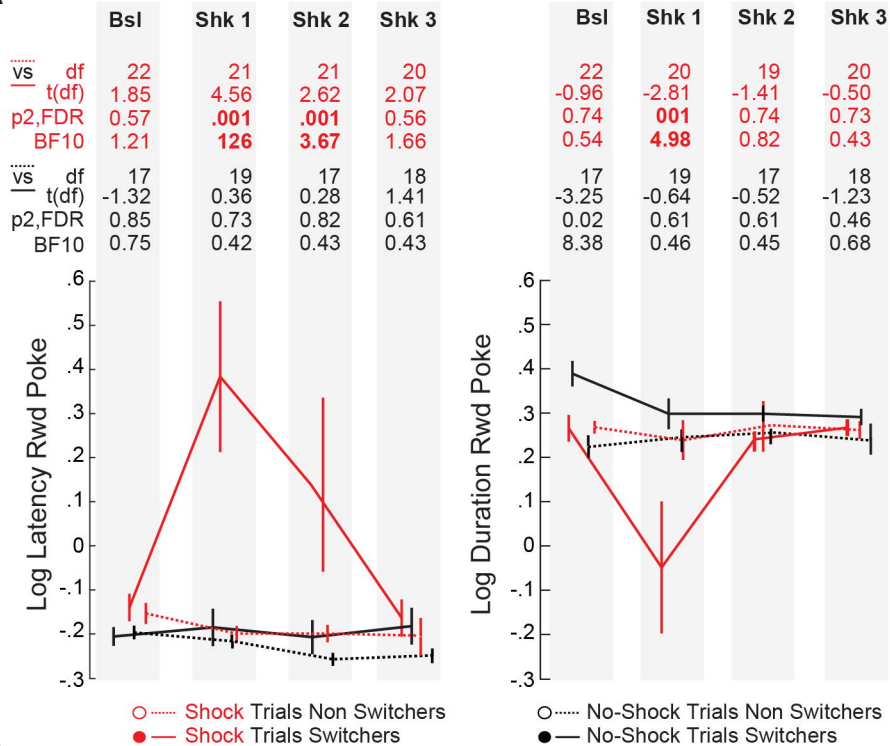 Bsl Shk 1 Shk 2 Shk 3 Bsl Shk 1 Shk 2 Shk 3
vs df 22 21 21 20 22 20 19 20
t(df) 1.85 4.56 2.62 2.07 -0.96 -2.81 -1.41 -0.50
p2,FDR 0.57 .001 .001 0.56 0.74 001 0.74 0.73
BF10 1.21 126 3.67 1.66 0.54 4.98 0.82 0.43
vs df 17 19 17 18 17 19 17 18
t(df) -1.32 0.36 0.28 1.41 -3.25 -0.64 -0.52 -1.23
p2,FDR 0.85 0.73 0.82 0.61 0.02 0.61 0.61 0.46
BF10 0.75 0.42 0.43 0.43 8.38 0.46 0.45 0.68
Log Latency Rwd Poke
.6
.5
.4
.3
.2
.1
0
-.1
-.2
-.3
Log Duration Rwd Poke
.6
.5
.4
.3
.2
.1
0
-.1
-.2
-.3
Shock Trials Non Switchers
Shock Trials Switchers
No-Shock Trials Non Switchers
No-Shock Trials Switchers